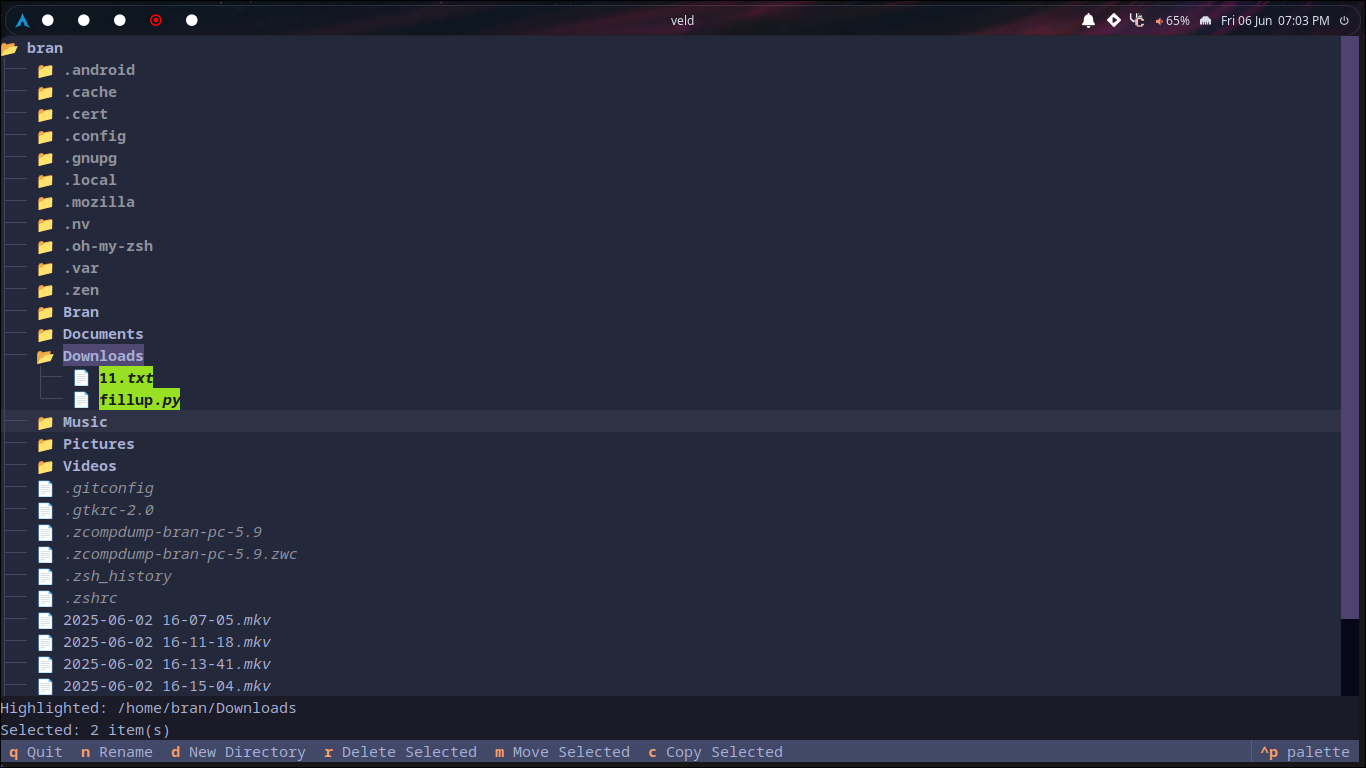 veld
65%
Fri 06 Jun 07:03 PM
bran
.android
.cache
.cert
.config
.gnupg
.local
.mozilla
.nv
.oh-my-zsh
.var
.zen
Bran
Documents
Downloads
11.txt
fillup.py
Music
Pictures
Videos
.gitconfig
.gtkrc-2.0
.zcompdump-bran-pc-5.9
.zcompdump-bran-pc-5.9.zwc
.zsh_history
.zshrc
2025-06-02 16-07-05.mkv
2025-06-02 16-11-18.mkv
2025-06-02 16-13-41.mkv
2025-06-02 16-15-04.mkv
Highlighted: /home/bran/Downloads
Selected: 2 item(s)
q Quit n Rename d New Directory r Delete Selected m Move Selected c Copy Selected ^p palette